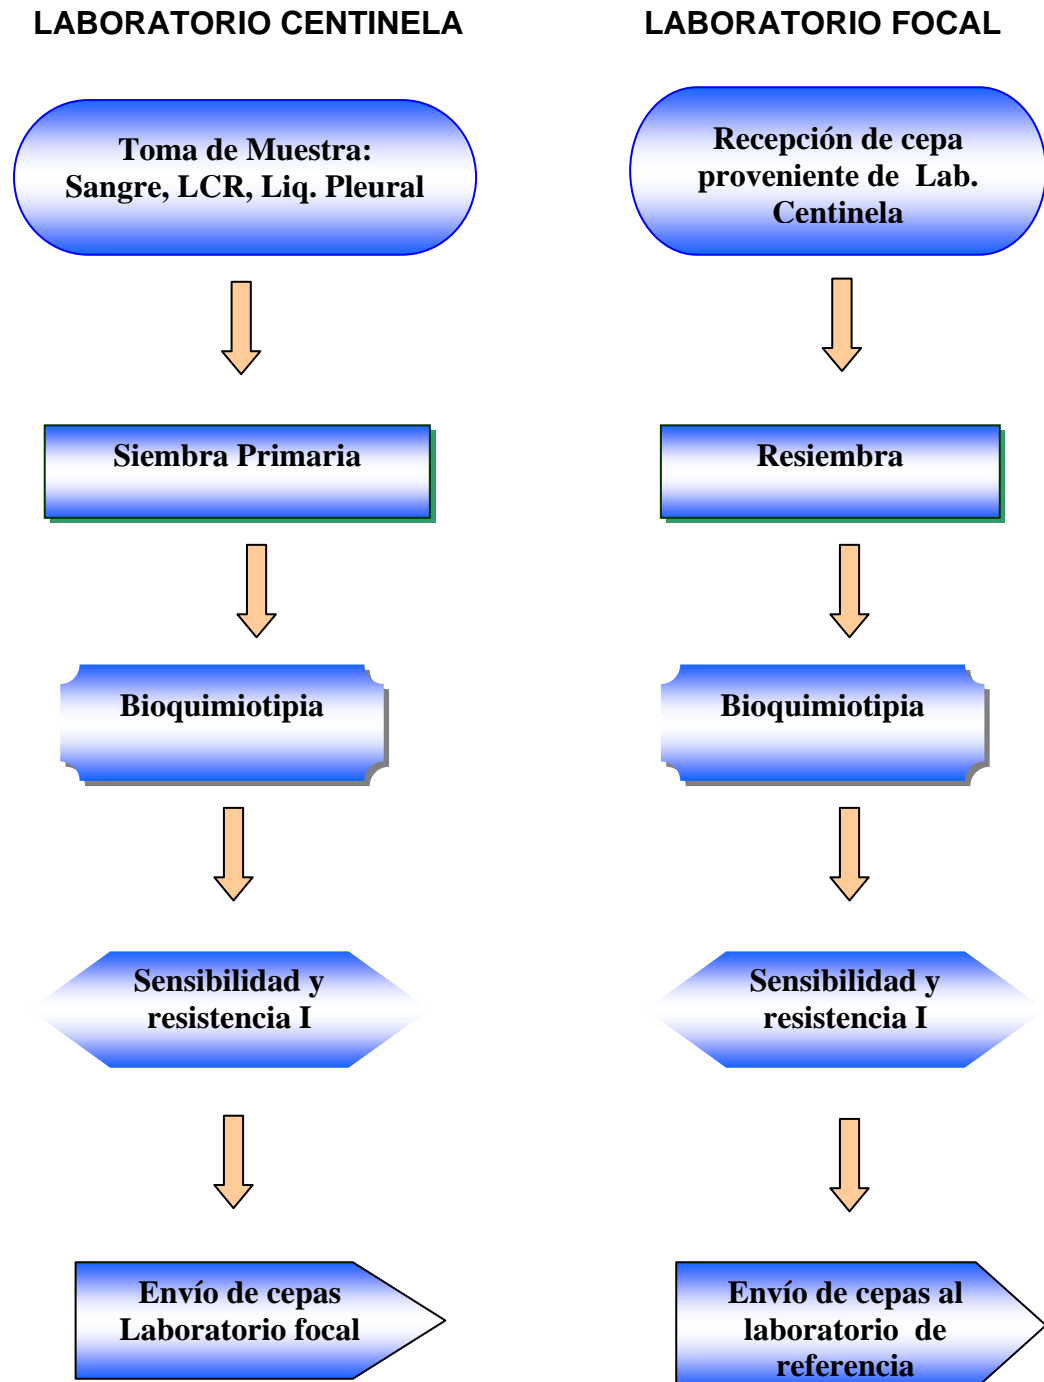 LABORATORIO CENTINELA
Toma de Muestra:
Sangre, LCR, Liq. Pleural
Siembra Primaria
Bioquimiotipia
Sensibilidad y
resistencia I
Envío de cepas
Laboratorio focal
LABORATORIO FOCAL
Recepción de cepa
proveniente de Lab.
Centinela
Resiembra
Bioquimiotipia
Sensibilidad y
resistencia I
Envío de cepas al
laboratorio de
referencia